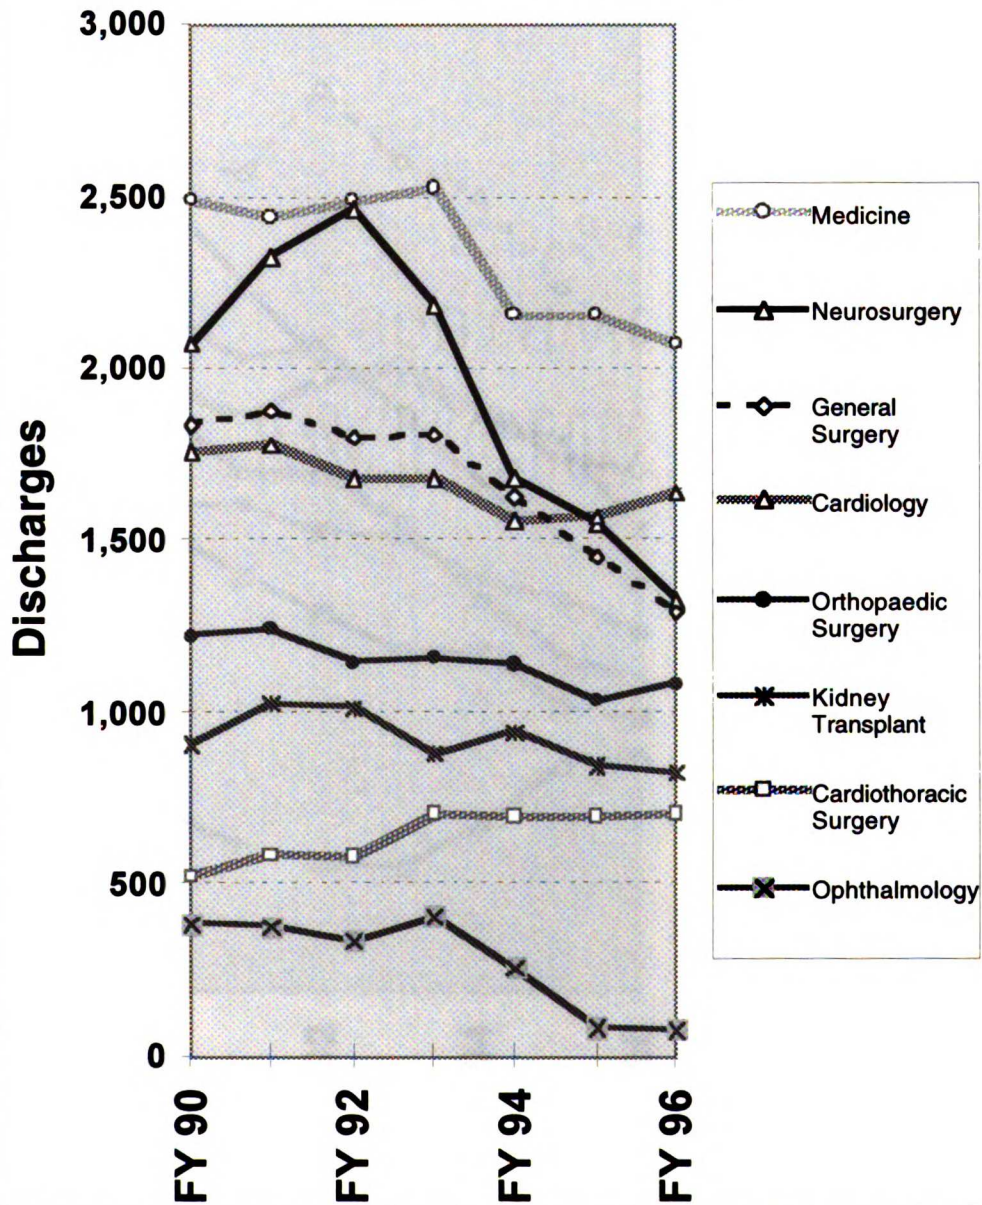 3,000
2,500
2,000
1,500
1,000
500
0
Discharges
FY 90
FY 92
FY 94
FY 96
Medicine
Neurosurgery
General
Surgery
Cardiology
Orthopaedic
Surgery
Kidney
Transplant
Cardiothoracic
Surgery
Ophthalmology